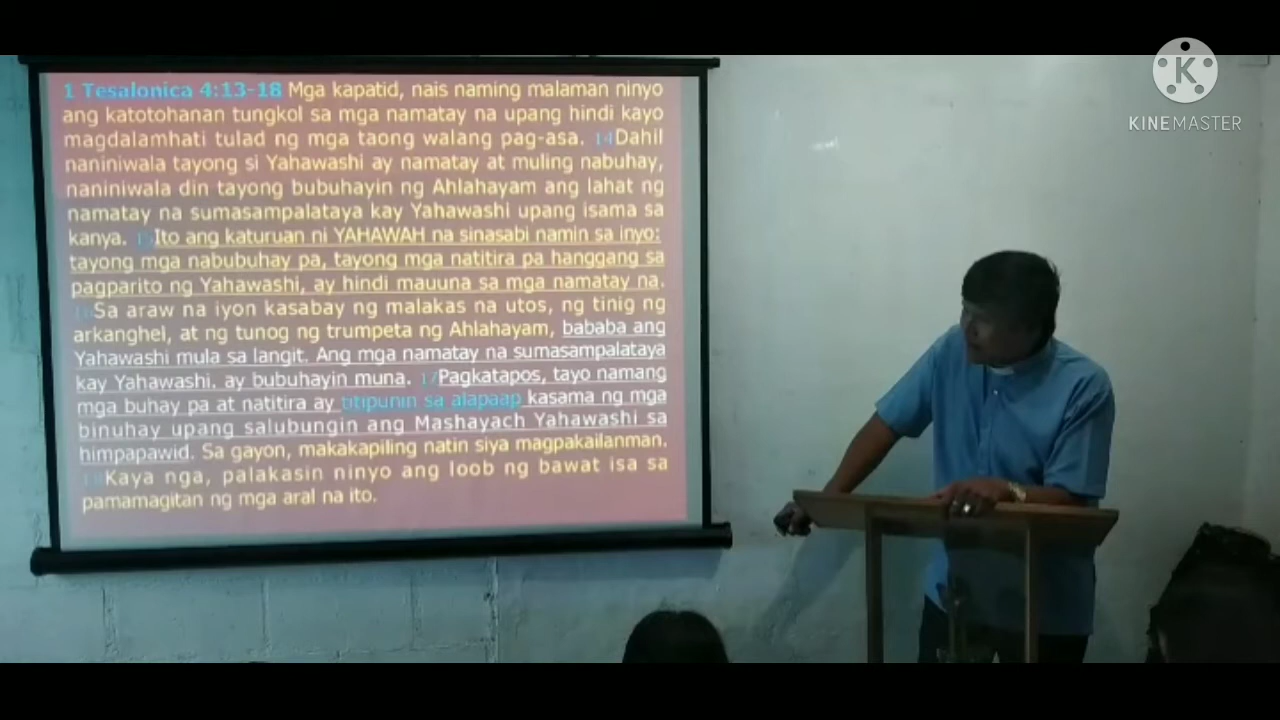 1 Tesalonica 4:13-18 Mga kapatid, nais naming malaman ninyo
ang katotohanan tungkol sa mga namatay na upang hindi kayo
magdalamhati tulad ng mga taong walang pag-asa. 14Dahil
naniniwala tayong si Yahawashi ay namatay at muling nabuhay,
naniniwala din tayong bubuhayin ng Ahlahayam ang lahat ng
namatay na sumasampalataya kay Yahawashi upang isama sa
kanya. 15Ito ang katuruan ni YAHAWAH na sinasabi namin sa inyo:
tayong mga nabubuhay pa, tayong mga natitira pa hanggang sa
pagparito ng Yahawashi, ay hindi mauuna sa mga namatay na.
16Sa araw na iyon kasabay ng malakas na utos, ng tinig ng
arkanghel, at ng tunog ng trumpeta ng Ahlahayam, bababa ang
Yahawashi mula sa langit. Ang mga namatay na sumasampalataya
kay Yahawashi, ay bubuhayin muna. 17Pagkatapos, tayo namang
mga buhay pa at natitira ay titipunin sa alapaap kasama ng mga
binuhay upang salubungin ang Mashayach Yahawashi sa
himpapawid. Sa gayon, makakapiling natin siya magpakailanman.
18Kaya nga, palakasin ninyo ang loob ng bawat isa sa
pamamagitan ng mga aral na ito.
K
KINEMASTER